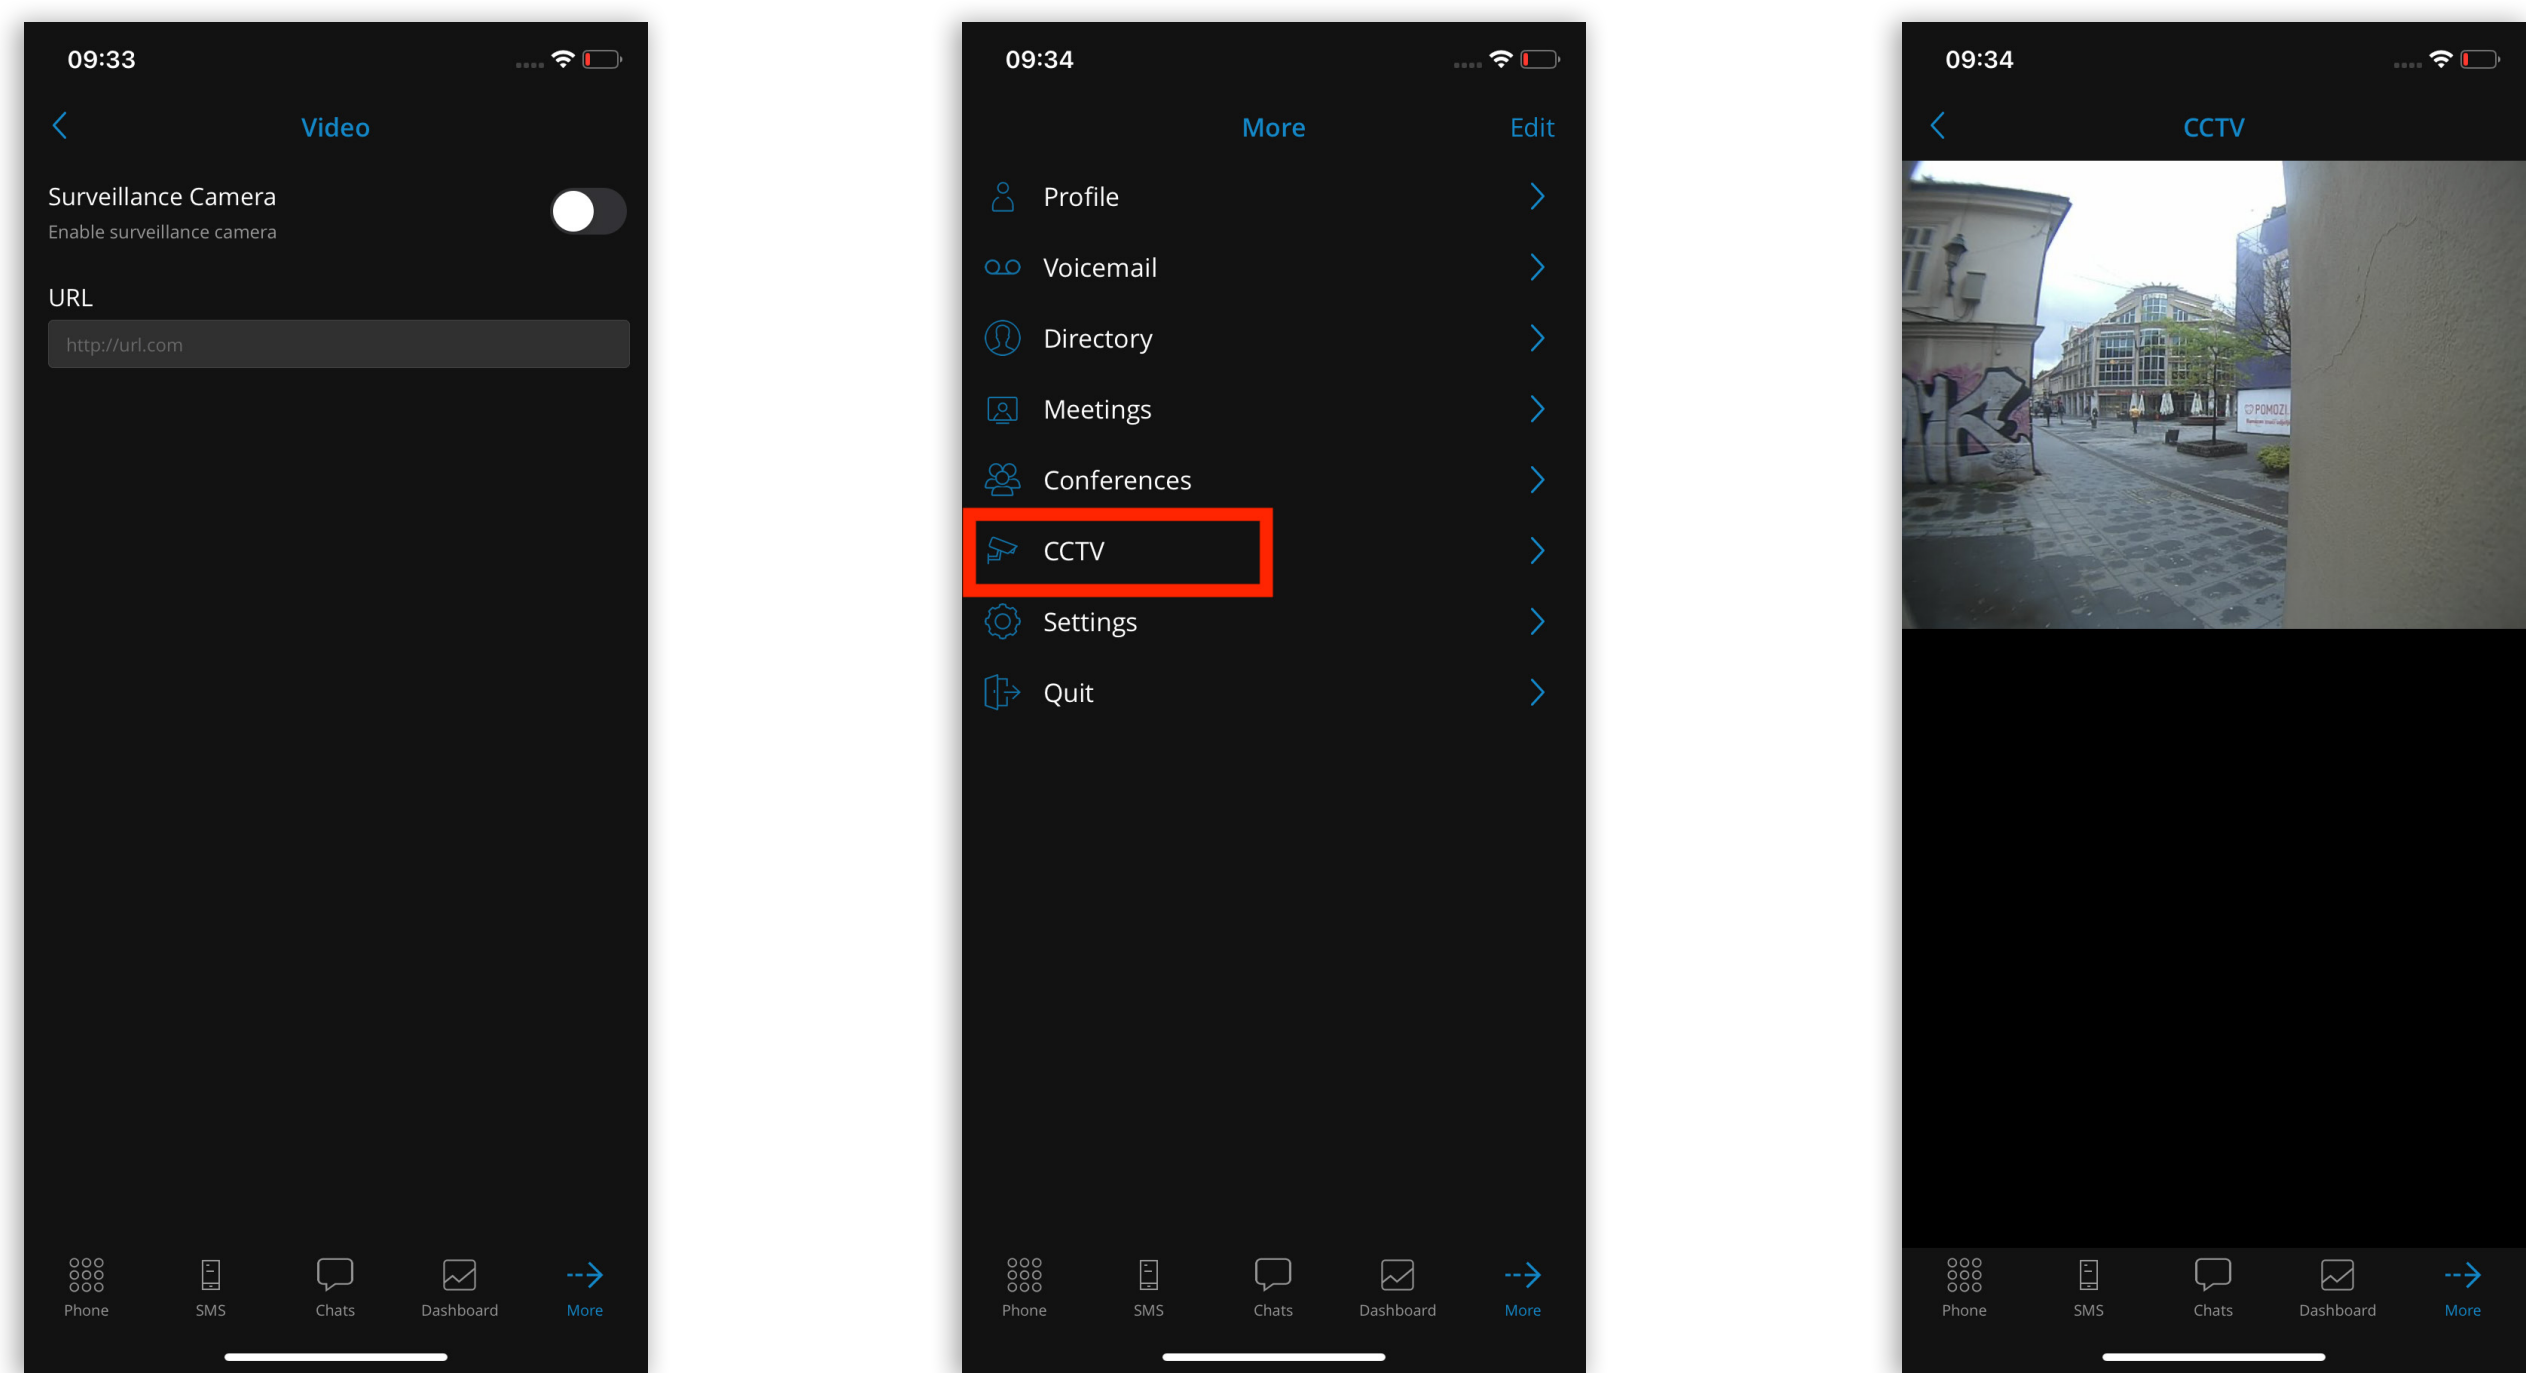 09:33
Video
Surveillance Camera
Enable surveillance camera
URL
http://url.com
Phone
SMS
Chats
Dashboard
More
09:34
More
Edit
Profile
Voicemail
Directory
Meetings
Conferences
CCTV
Settings
Quit
Phone
SMS
Chats
Dashboard
More
09:34
CCTV
POMOZI
Phone
SMS
Chats
Dashboard
More